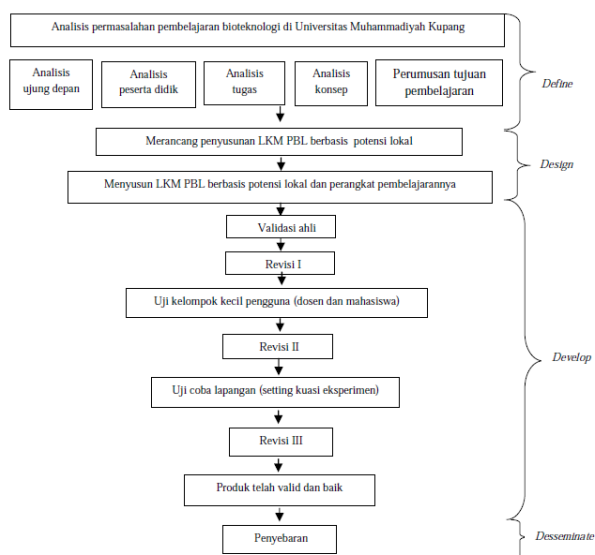 Analisis permasalahan pembelajaran bioteknologi di Universitas Muhammadiyah Kupang
Analisis
ujung depan
Analisis
peserta didik
Analisis
tugas
Analisis
konsep
Perumusan tujuan
pembelajaran
Define
Merancang penyusunan LKM PBL berbasis potensi lokal
Design
Menyusun LKM PBL berbasis potensi lokal dan perangkat pembelajarannya
Validasi ahli
Revisi I
Uji kelompok kecil pengguna (dosen dan mahasiswa)
Revisi II
Develop
Uji coba lapangan (setting kuasi eksperimen)
Revisi III
Produk telah valid dan baik
Penyebaran
Desseminate